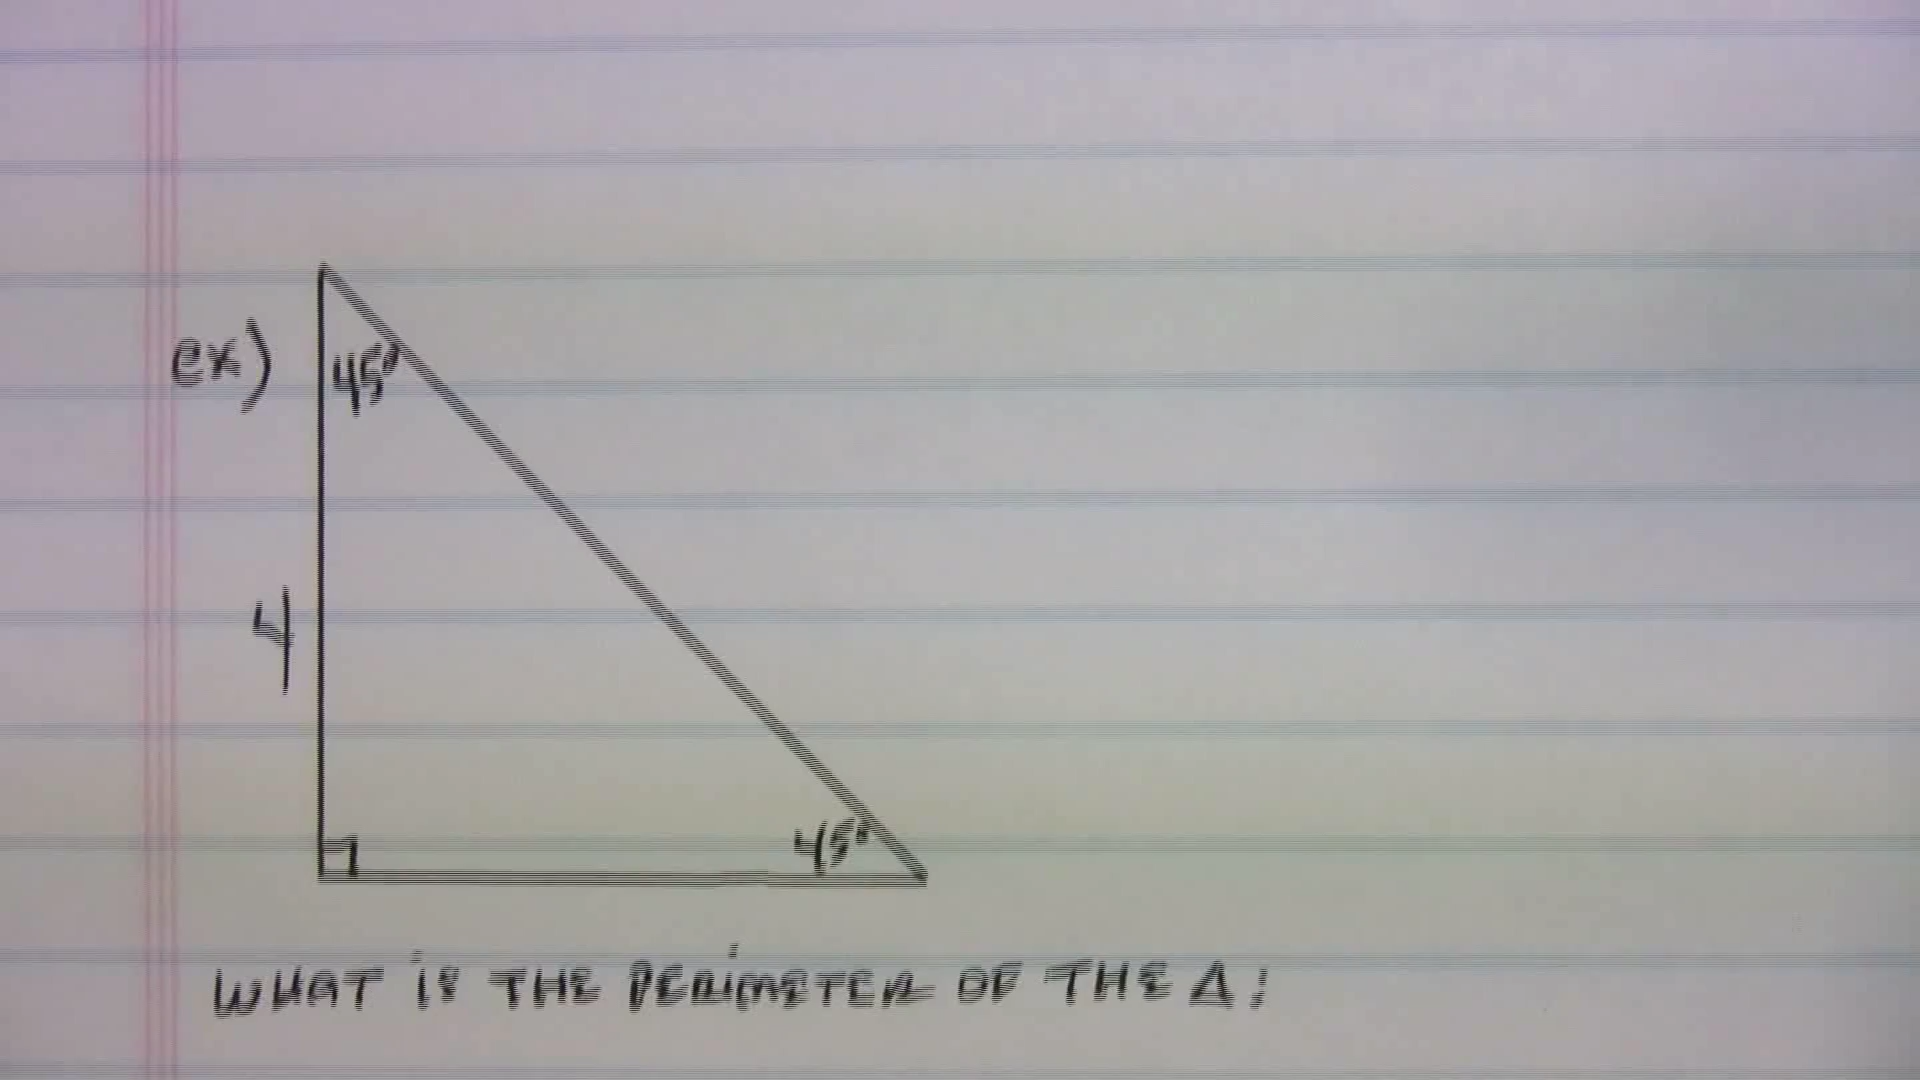 ex)
45°
4
45°
WHAT IS THE PERIMETER OF THE Δ: